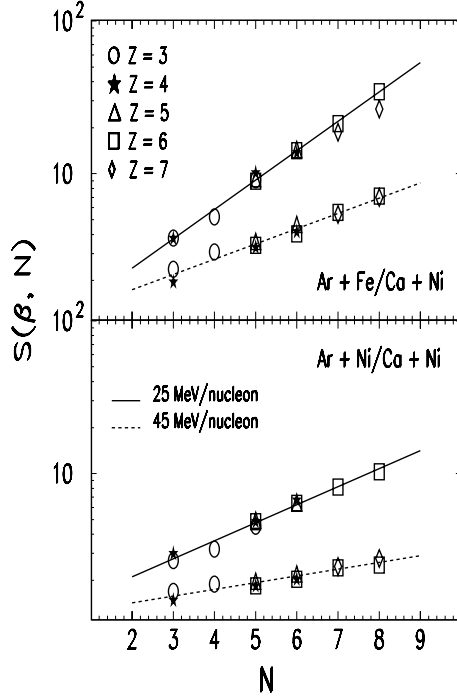 10²
Z = 3
Z = 4
Z = 5
Z = 6
Z = 7
10
Ar + Fe/Ca + Ni
S(β, N)
10²
Ar + Ni/Ca + Ni
25 MeV/nucleon
45 MeV/nucleon
10
2 3 4 5 6 7 8 9
N